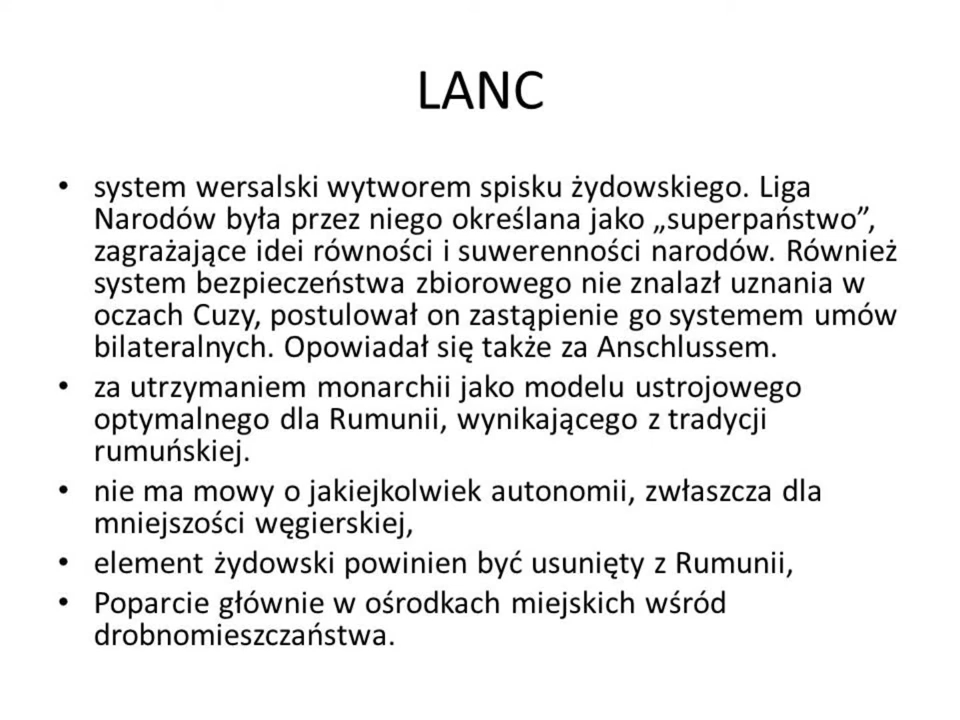 LANC
• system wersalski wytworem spisku żydowskiego. Liga
Narodów była przez niego określana jako „superpaństwo”,
zagrażające idei równości i suwerenności narodów. Również
system bezpieczeństwa zbiorowego nie znalazł uznania w
oczach Cuzy, postulował on zastąpienie go systemem umów
bilateralnych. Opowiadał się także za Anschlussem.
• za utrzymaniem monarchii jako modelu ustrojowego
optymalnego dla Rumunii, wynikającego z tradycji
rumuńskiej.
• nie ma mowy o jakiejkolwiek autonomii, zwłaszcza dla
mniejszości węgierskiej,
• element żydowski powinien być usunięty z Rumunii,
• Poparcie głównie w ośrodkach miejskich wśród
drobnomieszczaństwa.